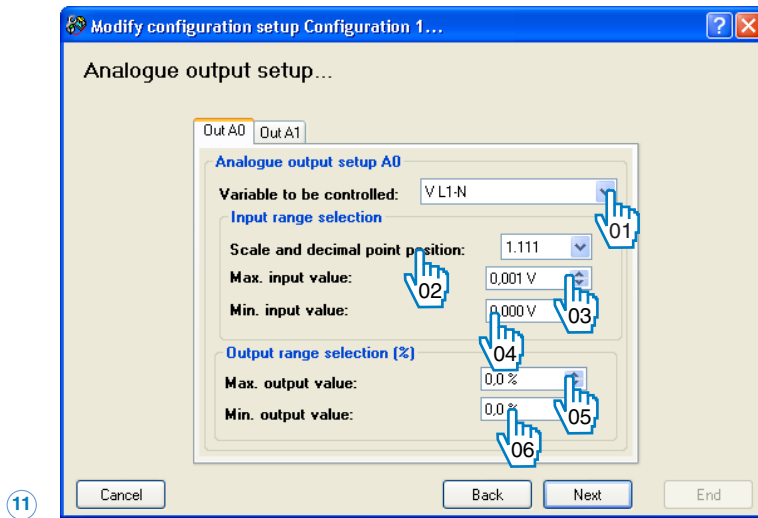 Modify configuration setup Configuration 1...
Analogue output setup...
Out A0 Out A1
Analogue output setup A0
Variable to be controlled: V L1-N
01
Input range selection
Scale and decimal point position: 1.111
02
Max. input value: 0,001 V
03
Min. input value: 0,000 V
04
Output range selection (%)
Max. output value: 0,0 %
05
Min. output value: 0,0 %
06
11
Cancel Back Next End